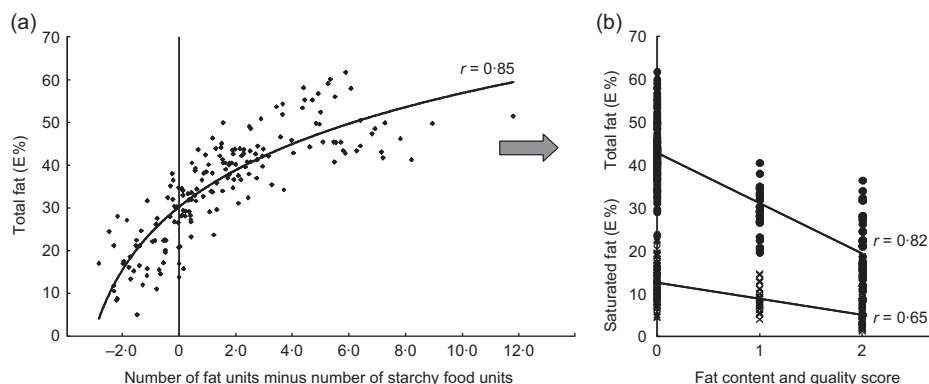 (a)
70
60
50
40
30
20
10
0
Total fat (E %)
r = 0·85
–2·0 0 2·0 4·0 6·0 8·0 10·0 12·0
Number of fat units minus number of starchy food units
(b)
70
60
50
40
30
20
10
0
Total fat (E %)
Saturated fat (E %)
r = 0·82
r = 0·65
0 1 2
Fat content and quality score